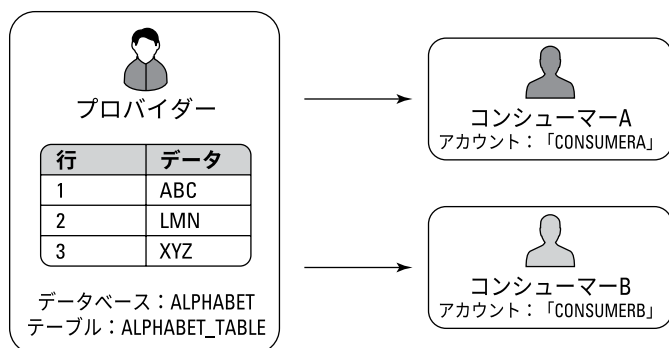 プロバイダー
行 データ
1 ABC
2 LMN
3 XYZ
データベース：ALPHABET
テーブル：ALPHABET_TABLE
コンシューマーA
アカウント：「CONSUMERA」
コンシューマーB
アカウント：「CONSUMERB」